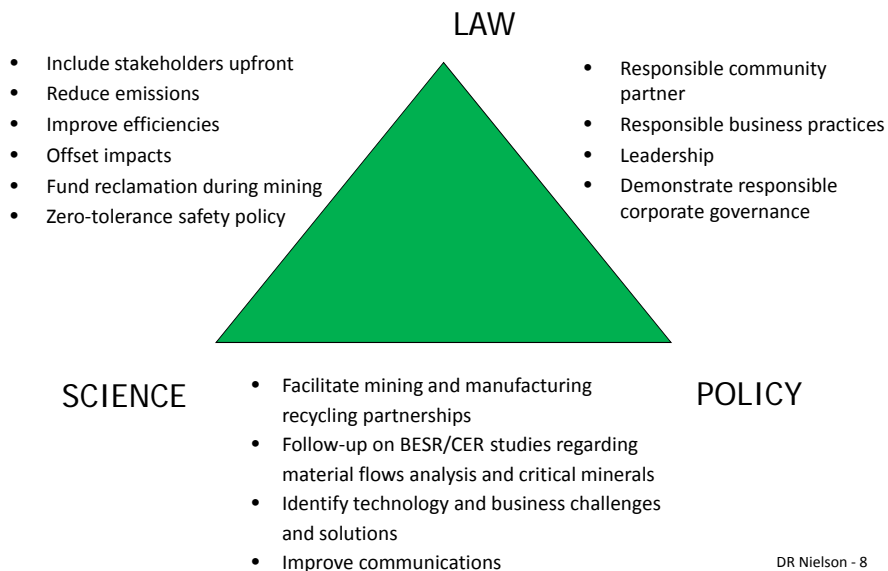 LAW
• Include stakeholders upfront
• Reduce emissions
• Improve efficiencies
• Offset impacts
• Fund reclamation during mining
• Zero-tolerance safety policy
• Responsible community
partner
• Responsible business practices
• Leadership
• Demonstrate responsible
corporate governance
SCIENCE
• Facilitate mining and manufacturing
recycling partnerships
• Follow-up on BESR/CER studies regarding
material flows analysis and critical minerals
• Identify technology and business challenges
and solutions
• Improve communications
POLICY
DR Nielson - 8